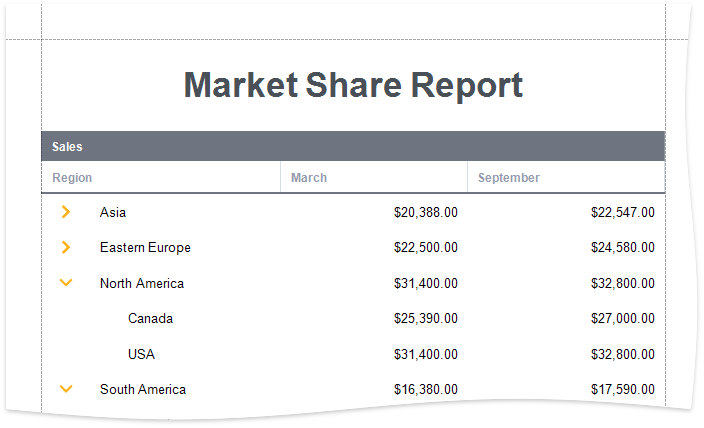 Market Share Report
Sales
Region March September
Asia $20,388.00 $22,547.00
Eastern Europe $22,500.00 $24,580.00
North America $31,400.00 $32,800.00
Canada $25,390.00 $27,000.00
USA $31,400.00 $32,800.00
South America $16,380.00 $17,590.00